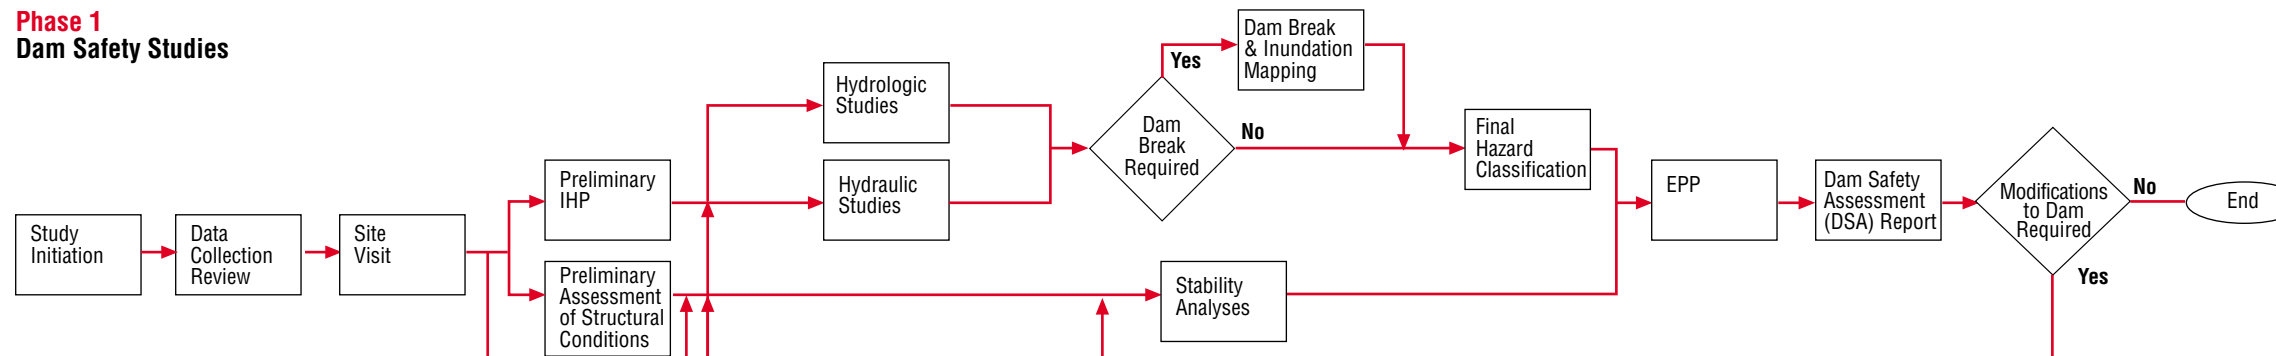 Phase 1
Dam Safety Studies
Study
Initiation
Data
Collection
Review
Site
Visit
Preliminary
IHP
Preliminary
Assessment
of Structural
Conditions
Hydrologic
Studies
Hydraulic
Studies
Dam
Break
Required
Yes
No
Dam Break
& Inundation
Mapping
Stability
Analyses
Final
Hazard
Classification
EPP
Dam Safety
Assessment
(DSA) Report
Modifications
to Dam
Required
No
Yes
End